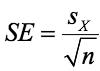 SE = s_X / √n